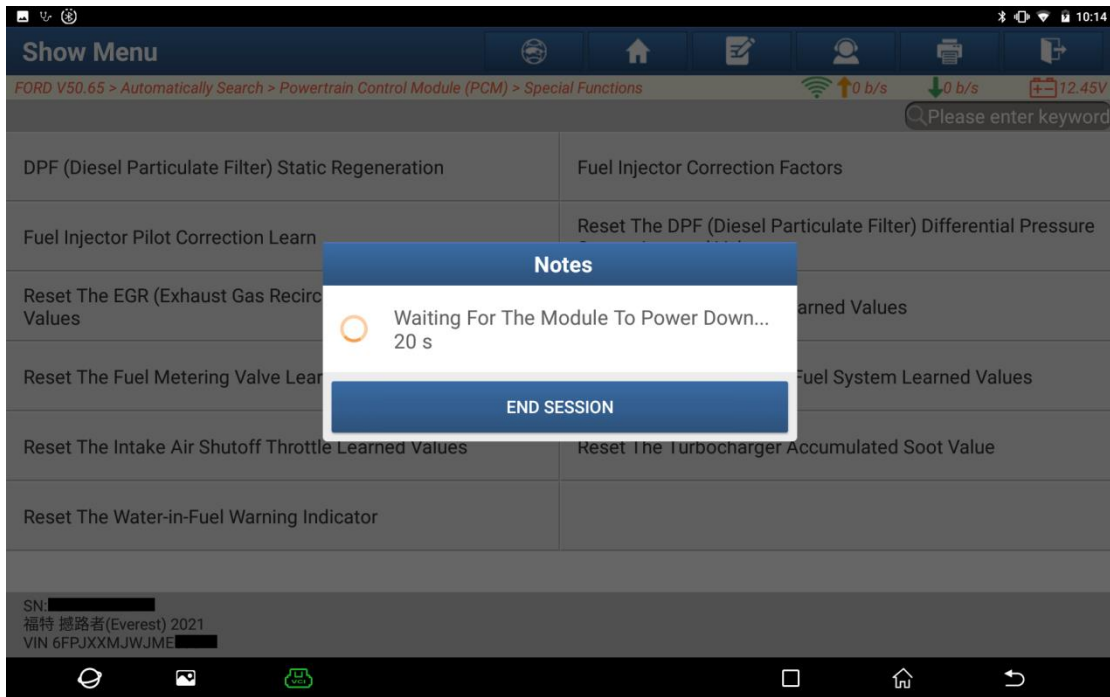 10:14
Show Menu
FORD V50.65 > Automatically Search > Powertrain Control Module (PCM) > Special Functions
0 b/s
0 b/s
12.45V
Please enter keyword
DPF (Diesel Particulate Filter) Static Regeneration
Fuel Injector Correction Factors
Fuel Injector Pilot Correction Learn
Reset The DPF (Diesel Particulate Filter) Differential Pressure
Notes
Reset The EGR (Exhaust Gas Recirc
Values
arned Values
Waiting For The Module To Power Down...
20 s
Reset The Fuel Metering Valve Lear
Fuel System Learned Values
END SESSION
Reset The Intake Air Shutoff Throttle Learned Values
Reset The Turbocharger Accumulated Soot Value
Reset The Water-in-Fuel Warning Indicator
SN:
福特 撼路者(Everest) 2021
VIN 6FPJXXMJWJME
VCI